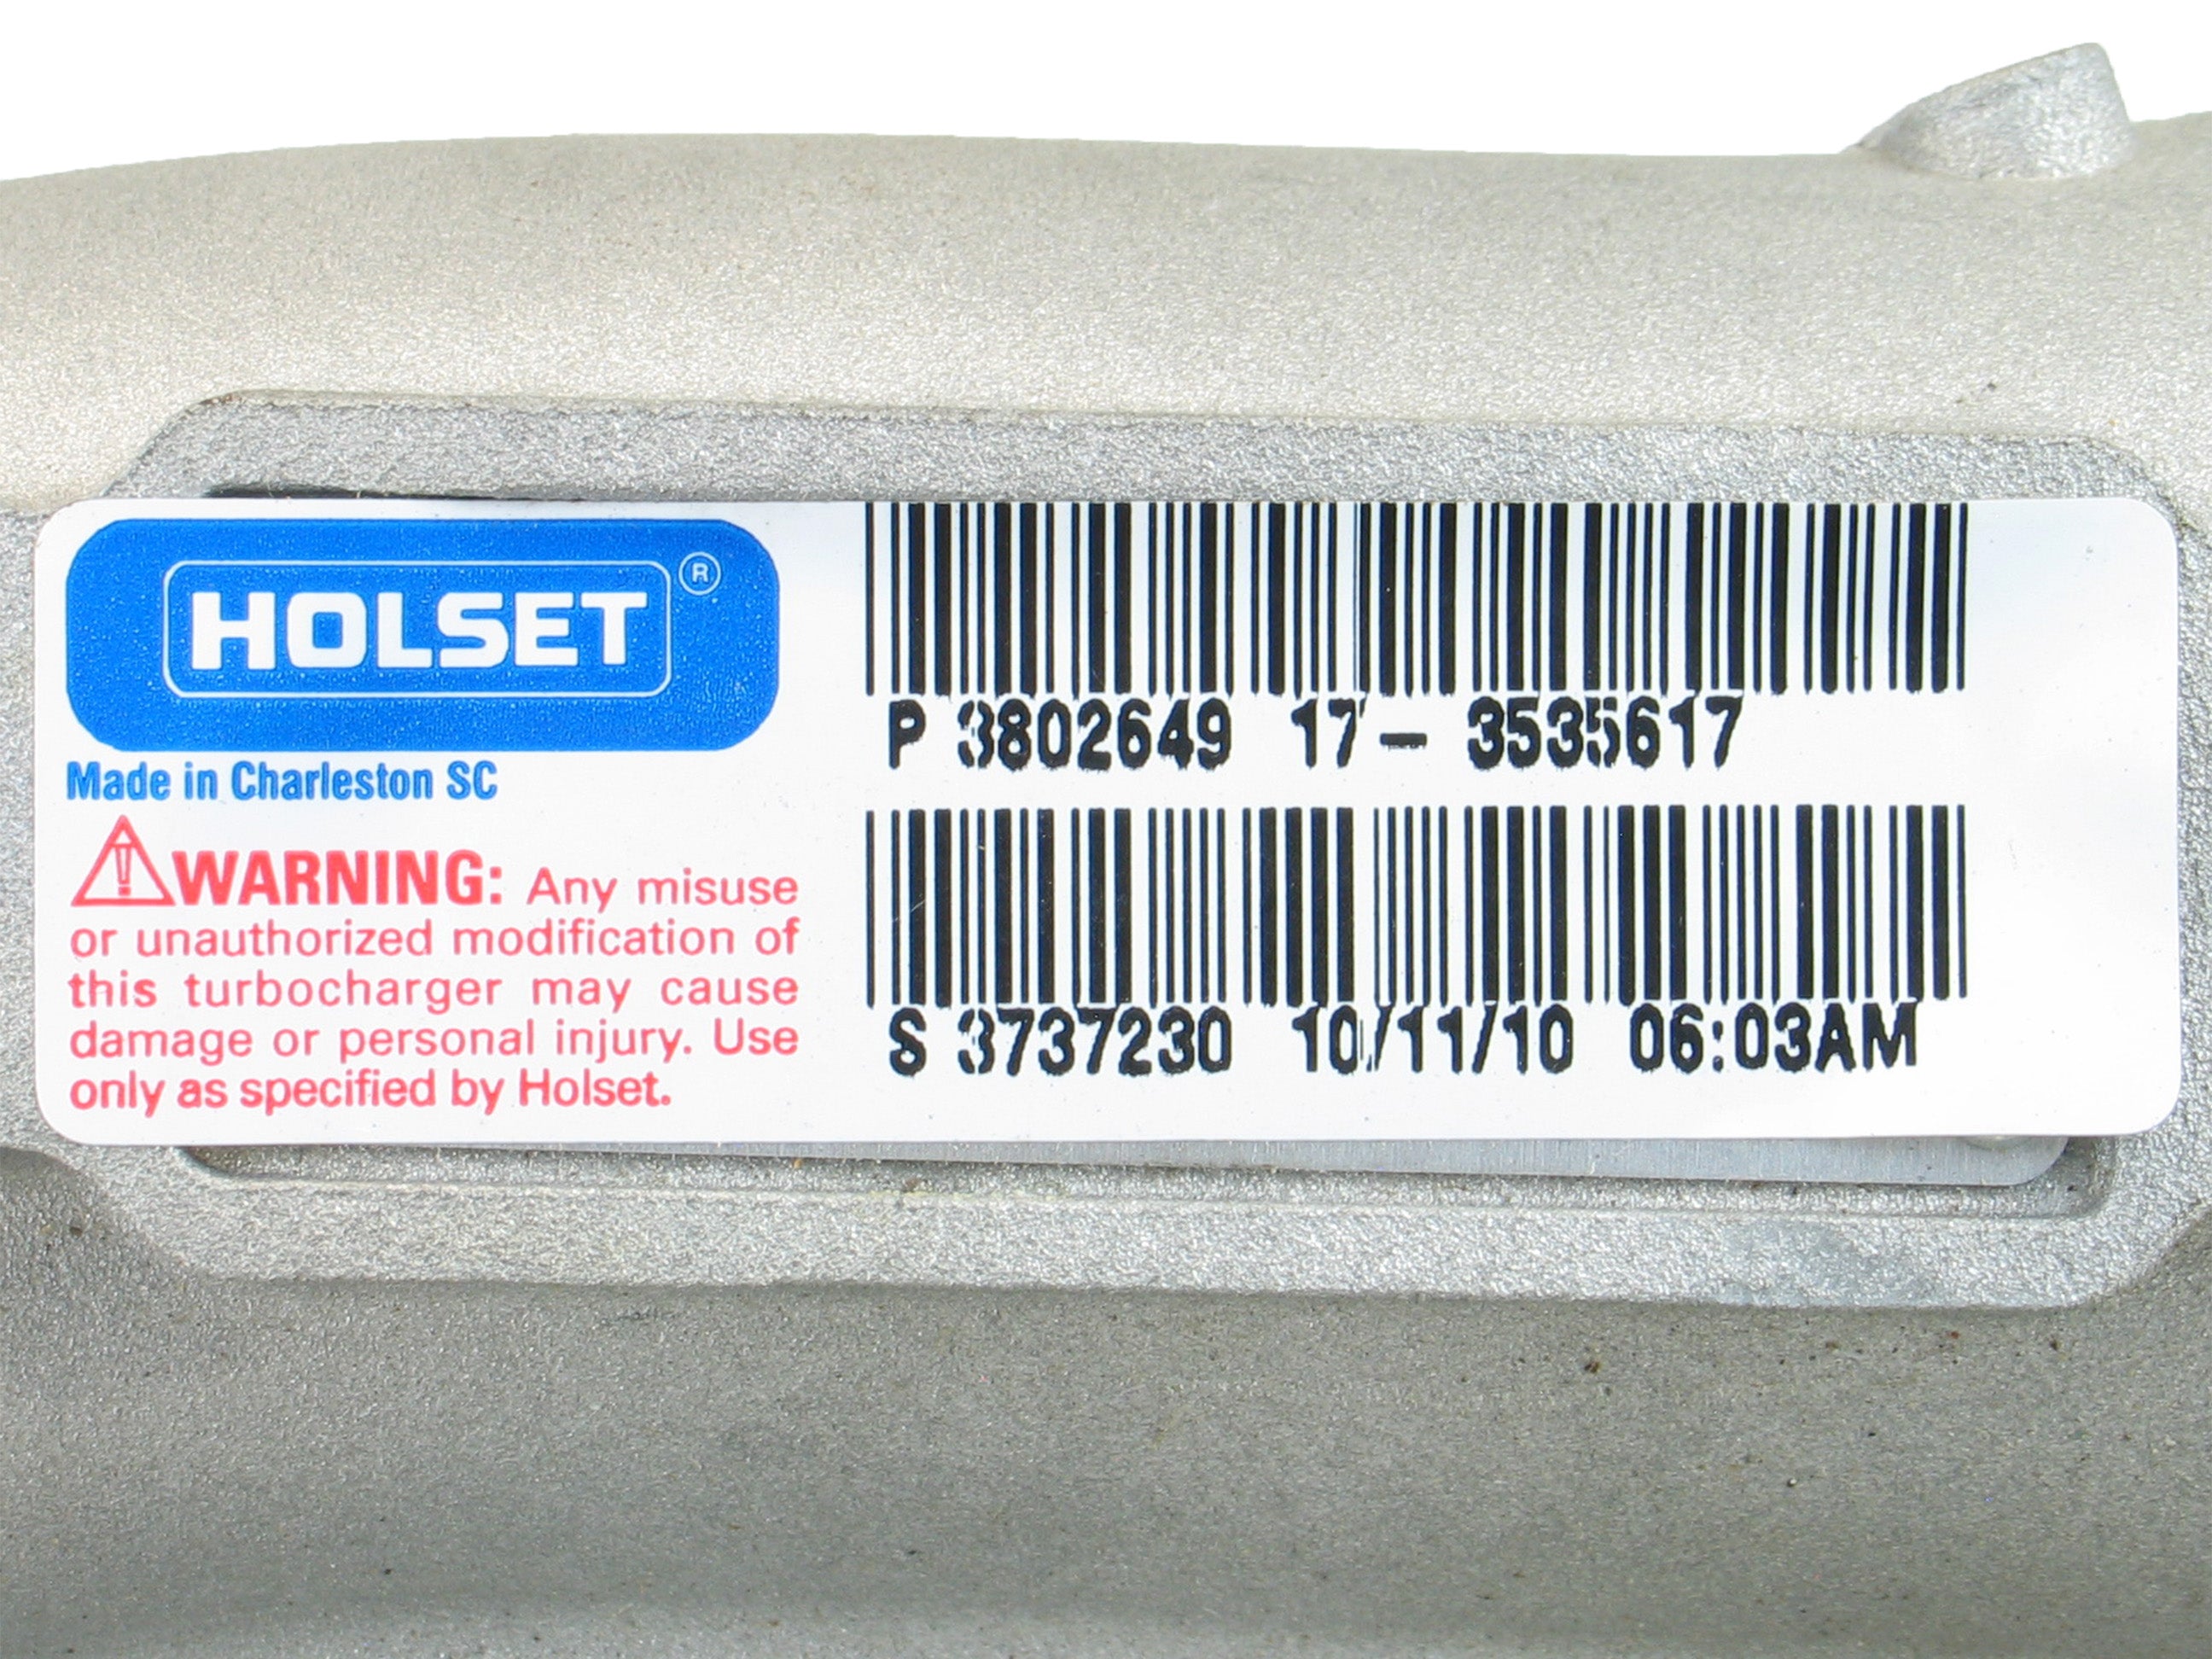 HOLSET ®
Made in Charleston SC
WARNING: Any misuse
or unauthorized modification of
this turbocharger may cause
damage or personal injury. Use
only as specified by Holset.
P 3802649 17- 3535617
S 3737230 10/11/10 06:03AM